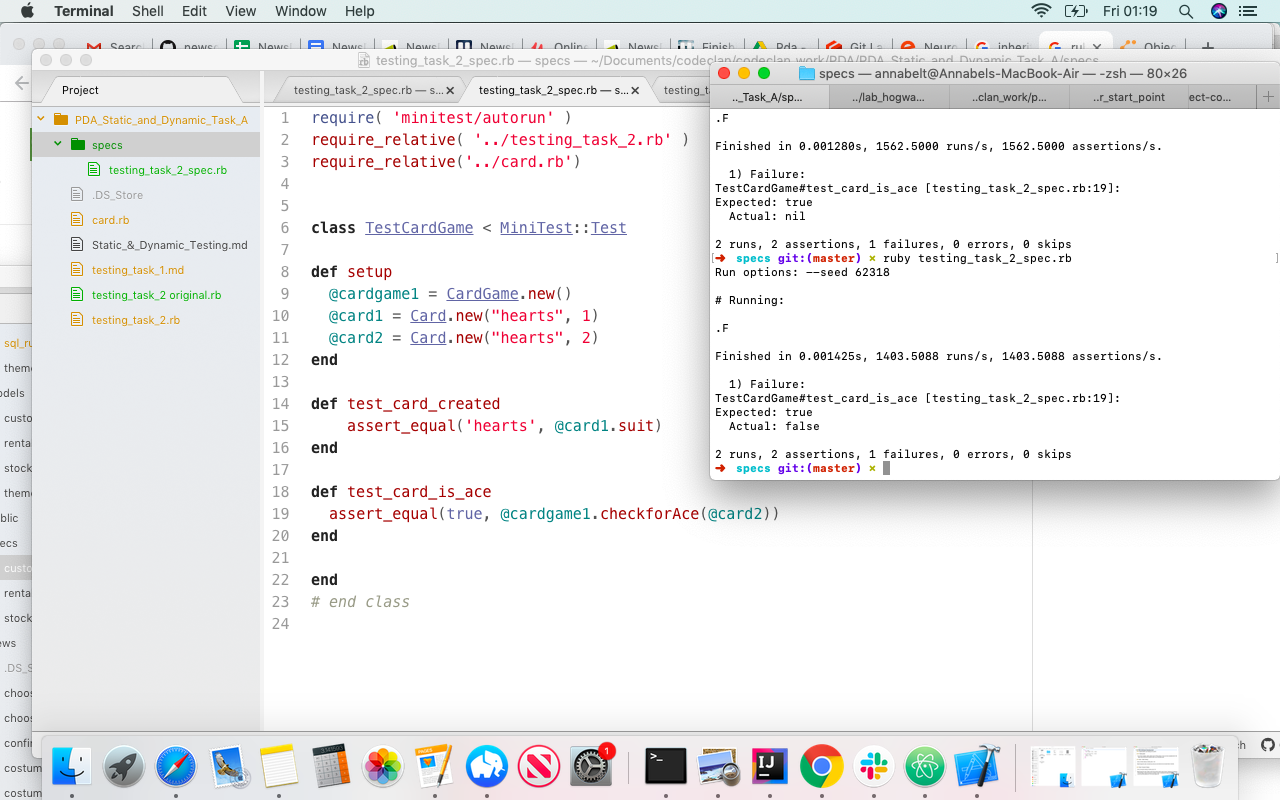 Terminal Shell Edit View Window Help Fri 01:19
testing_task_2_spec.rb — specs — ~/Documents/codeclan/codeclan_work/PDA/PDA_Static_and_Dynamic_Task_A/specs
Project
PDA_Static_and_Dynamic_Task_A
specs
testing_task_2_spec.rb
.DS_Store
card.rb
Static_&_Dynamic_Testing.md
testing_task_1.md
testing_task_2 original.rb
testing_task_2.rb
testing_task_2_spec.rb — s...
testing_task_2_spec.rb — s...
1 require( 'minitest/autorun' )
2 require_relative( '../testing_task_2.rb' )
3 require_relative('../card.rb')
4
5
6 class TestCardGame < MiniTest::Test
7
8 def setup
9 @cardgame1 = CardGame.new()
10 @card1 = Card.new("hearts", 1)
11 @card2 = Card.new("hearts", 2)
12 end
13
14 def test_card_created
15 assert_equal('hearts', @card1.suit)
16 end
17
18 def test_card_is_ace
19 assert_equal(true, @cardgame1.checkforAce(@card2))
20 end
21
22 end
23 # end class
24
specs — annabelt@Annabels-MacBook-Air — -zsh — 80×26
.._Task_A/sp... ../lab_hogwa... ..clan_work/p... ..r_start_point ect-co...
.F
Finished in 0.001280s, 1562.5000 runs/s, 1562.5000 assertions/s.
1) Failure:
TestCardGame#test_card_is_ace [testing_task_2_spec.rb:19]:
Expected: true
Actual: nil
2 runs, 2 assertions, 1 failures, 0 errors, 0 skips
➜ specs git:(master) ✗ ruby testing_task_2_spec.rb
Run options: --seed 62318
# Running:
.F
Finished in 0.001425s, 1403.5088 runs/s, 1403.5088 assertions/s.
1) Failure:
TestCardGame#test_card_is_ace [testing_task_2_spec.rb:19]:
Expected: true
Actual: false
2 runs, 2 assertions, 1 failures, 0 errors, 0 skips
➜ specs git:(master) ✗